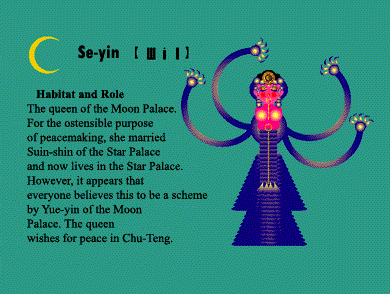 Se-yin [ Wil ]
Habitat and Role
The queen of the Moon Palace.
For the ostensible purpose
of peacemaking, she married
Suin-shin of the Star Palace
and now lives in the Star Palace.
However, it appears that
everyone believes this to be a scheme
by Yue-yin of the Moon
Palace. The queen
wishes for peace in Chu-Teng.